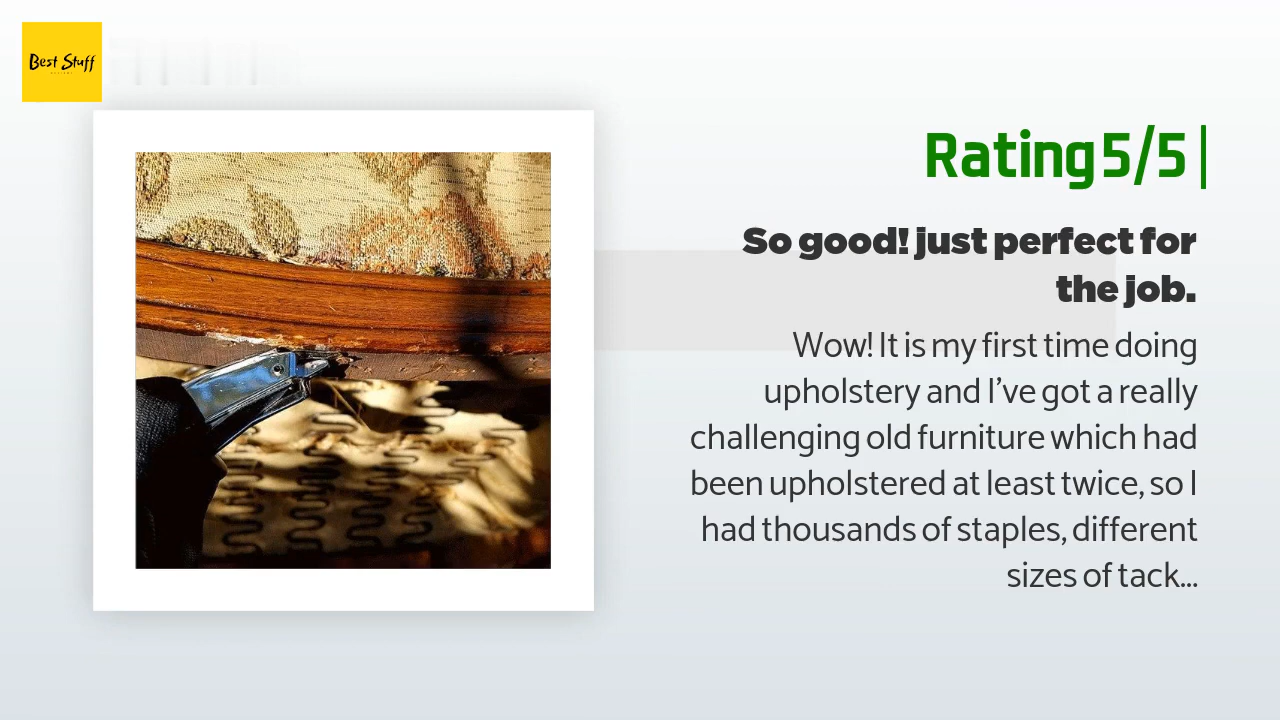 Best Stuff
Rating 5/5
So good! just perfect for
the job.
Wow! It is my first time doing
upholstery and I've got a really
challenging old furniture which had
been upholstered at least twice, so I
had thousands of staples, different
sizes of tack...